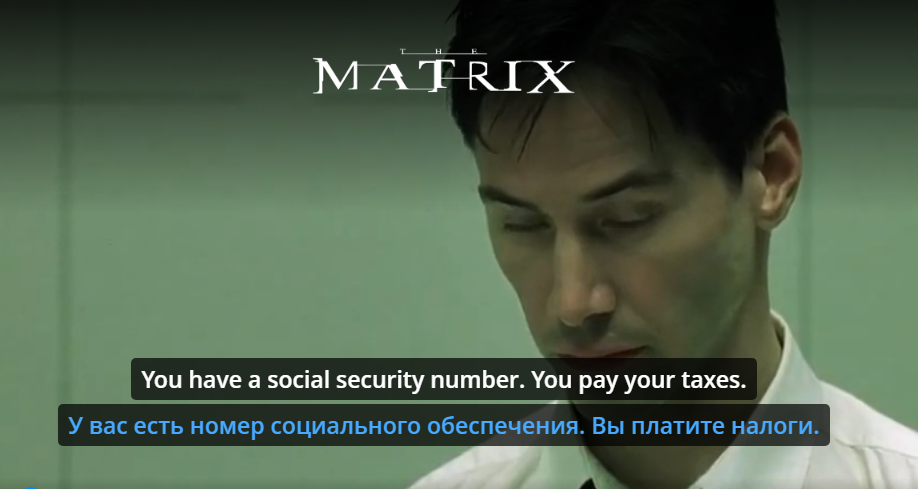 THE
MATRIX
You have a social security number. You pay your taxes.
У вас есть номер социального обеспечения. Вы платите налоги.